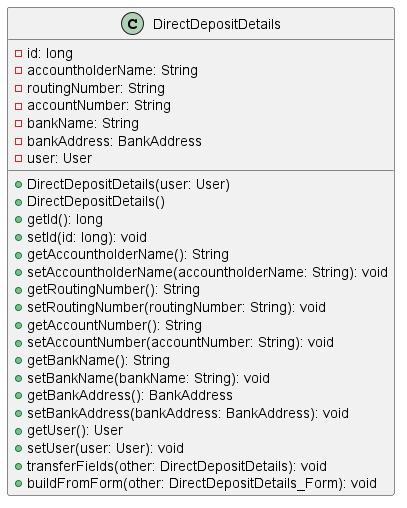 C DirectDepositDetails
id: long
accountholderName: String
routingNumber: String
accountNumber: String
bankName: String
bankAddress: BankAddress
user: User
DirectDepositDetails(user: User)
DirectDepositDetails()
getId(): long
setId(id: long): void
getAccountholderName(): String
setAccountholderName(accountholderName: String): void
getRoutingNumber(): String
setRoutingNumber(routingNumber: String): void
getAccountNumber(): String
setAccountNumber(accountNumber: String): void
getBankName(): String
setBankName(bankName: String): void
getBankAddress(): BankAddress
setBankAddress(bankAddress: BankAddress): void
getUser(): User
setUser(user: User): void
transferFields(other: DirectDepositDetails): void
buildFromForm(other: DirectDepositDetails_Form): void